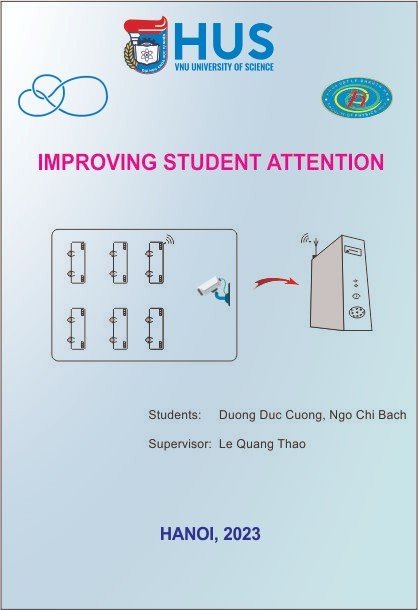 HUS
VNU UNIVERSITY OF SCIENCE
IMPROVING STUDENT ATTENTION
Students: Duong Duc Cuong, Ngo Chi Bach
Supervisor: Le Quang Thao
HANOI, 2023